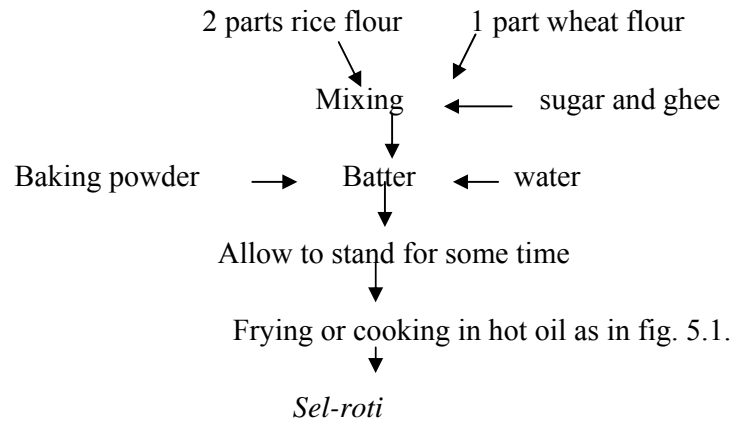 2 parts rice flour 1 part wheat flour
Mixing sugar and ghee
Baking powder Batter water
Allow to stand for some time
Frying or cooking in hot oil as in fig. 5.1.
Sel-roti